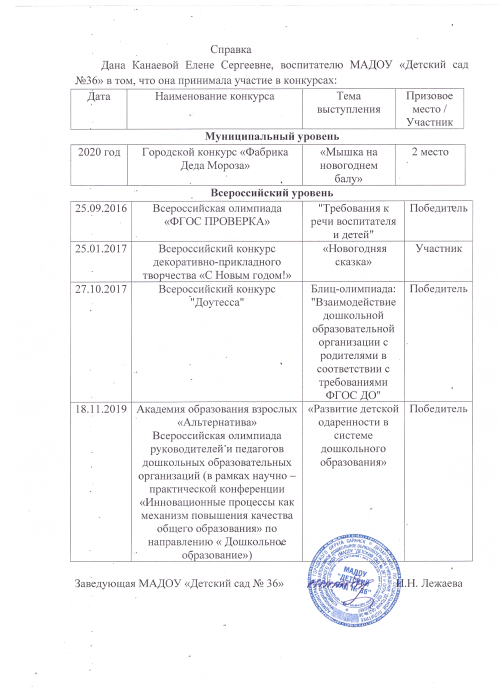 Справка
Дана Канаевой Елене Сергеевне, воспитателю МАДОУ «Детский сад
№36» в том, что она принимала участие в конкурсах:
Дата Наименование конкурса Тема выступления Призовое место / Участник
Муниципальный уровень
2020 год Городской конкурс «Фабрика Деда Мороза» «Мышка на новогоднем балу» 2 место
Всероссийский уровень
25.09.2016 Всероссийская олимпиада «ФГОС ПРОВЕРКА» "Требования к речи воспитателя и детей" Победитель
25.01.2017 Всероссийский конкурс декоративно-прикладного творчества «С Новым годом!» «Новогодняя сказка» Участник
27.10.2017 Всероссийский конкурс "Доутесса" Блиц-олимпиада: "Взаимодействие дошкольной образовательной организации с родителями в соответствии с требованиями ФГОС ДО" Победитель
18.11.2019 Академия образования взрослых «Альтернатива» Всероссийская олимпиада руководителей и педагогов дошкольных образовательных организаций (в рамках научно – практической конференции «Инновационные процессы как механизм повышения качества общего образования» по направлению « Дошкольное образование») «Развитие детской одаренности в системе дошкольного образования» Победитель
Заведующая МАДОУ «Детский сад № 36» И.Н. Лежаева
МАДОУ
"ДЕТСКИЙ
САД № 36"